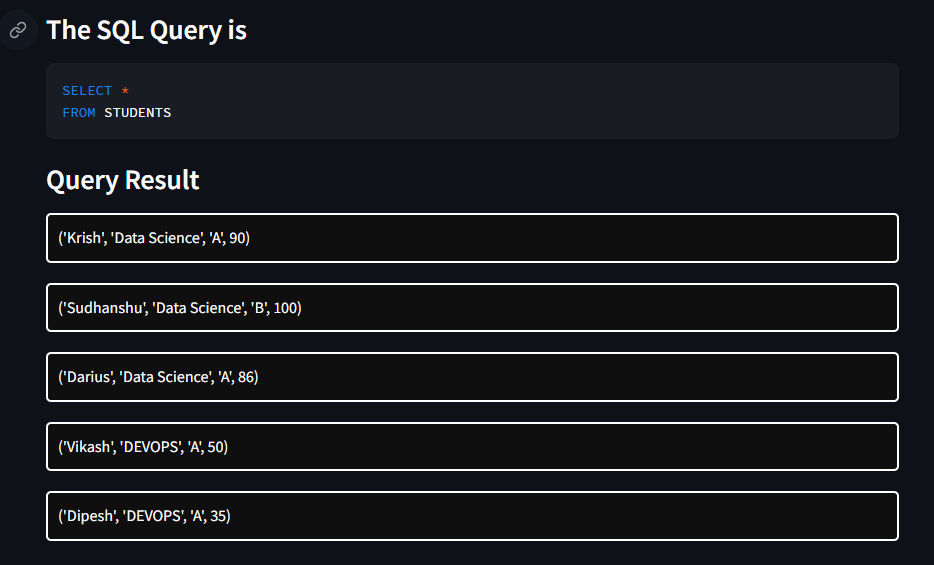 The SQL Query is
SELECT *
FROM STUDENTS
Query Result
('Krish', 'Data Science', 'A', 90)
('Sudhanshu', 'Data Science', 'B', 100)
('Darius', 'Data Science', 'A', 86)
('Vikash', 'DEVOPS', 'A', 50)
('Dipesh', 'DEVOPS', 'A', 35)